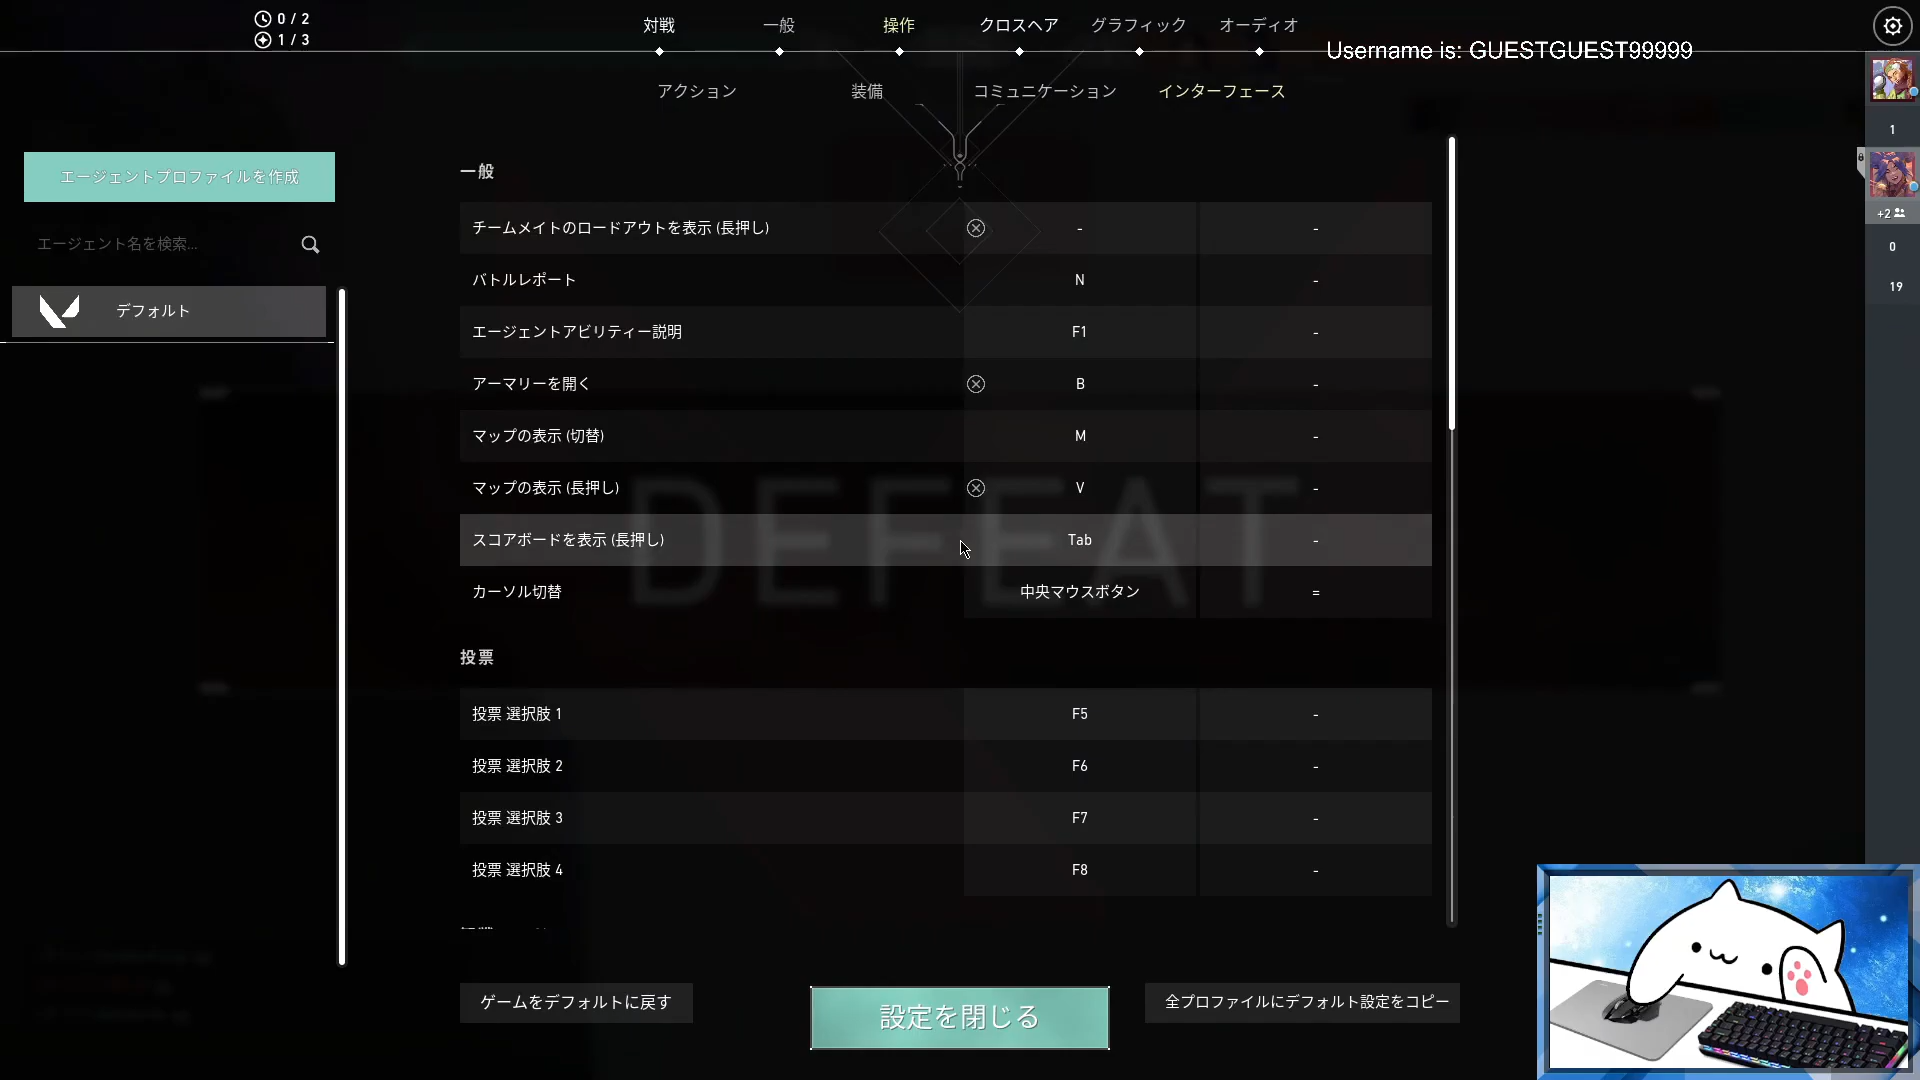 0 / 2
1 / 3
対戦
一般
操作
クロスヘア
グラフィック
オーディオ
Username is: GUESTGUEST99999
アクション
装備
コミュニケーション
インターフェース
エージェントプロファイルを作成
エージェント名を検索...
デフォルト
一般
チームメイトのロードアウトを表示 (長押し) - -
バトルレポート N -
エージェントアビリティー説明 F1 -
アーマリーを開く B -
マップの表示 (切替) M -
マップの表示 (長押し) V -
スコアボードを表示 (長押し) Tab -
カーソル切替 中央マウスボタン =
DEFEAT
投票
投票 選択肢 1 F5 -
投票 選択肢 2 F6 -
投票 選択肢 3 F7 -
投票 選択肢 4 F8 -
ゲームをデフォルトに戻す
設定を閉じる
全プロファイルにデフォルト設定をコピー
1
+2
0
19